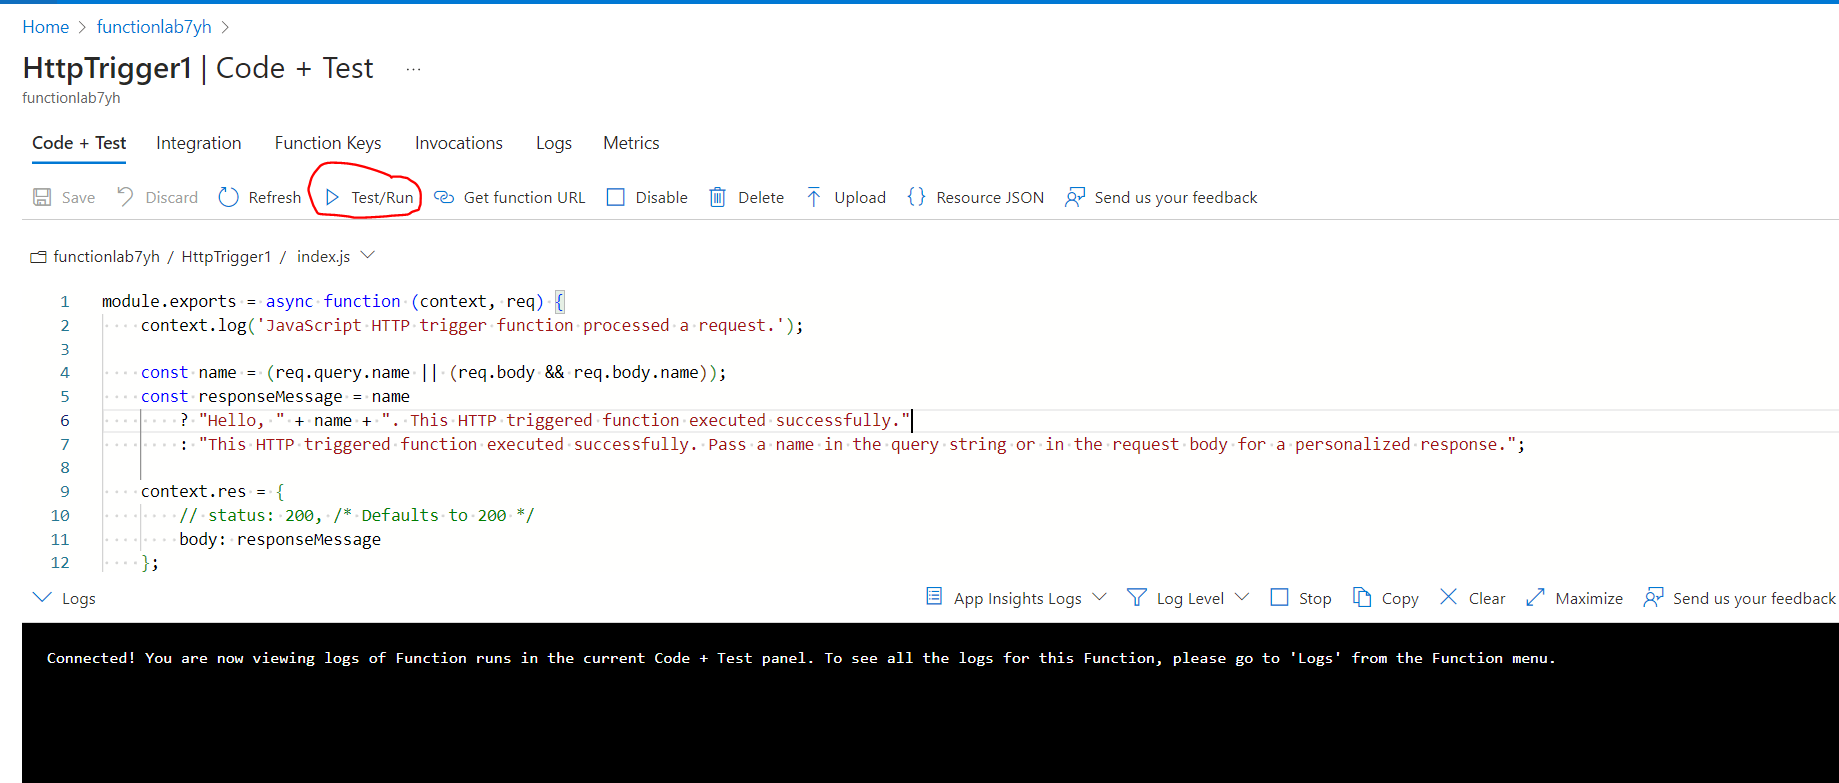 Home > functionlab7yh >
HttpTrigger1 | Code + Test ...
functionlab7yh
Code + Test Integration Function Keys Invocations Logs Metrics
Save Discard Refresh Test/Run Get function URL Disable Delete Upload {} Resource JSON Send us your feedback
functionlab7yh / HttpTrigger1 / index.js
1 module.exports = async function (context, req) {
2     context.log('JavaScript HTTP trigger function processed a request.');
3
4     const name = (req.query.name || (req.body && req.body.name));
5     const responseMessage = name
6         ? "Hello, " + name + ". This HTTP triggered function executed successfully."
7         : "This HTTP triggered function executed successfully. Pass a name in the query string or in the request body for a personalized response.";
8
9     context.res = {
10         // status: 200, /* Defaults to 200 */
11         body: responseMessage
12     };
Logs App Insights Logs Log Level Stop Copy Clear Maximize Send us your feedback
Connected! You are now viewing logs of Function runs in the current Code + Test panel. To see all the logs for this Function, please go to 'Logs' from the Function menu.